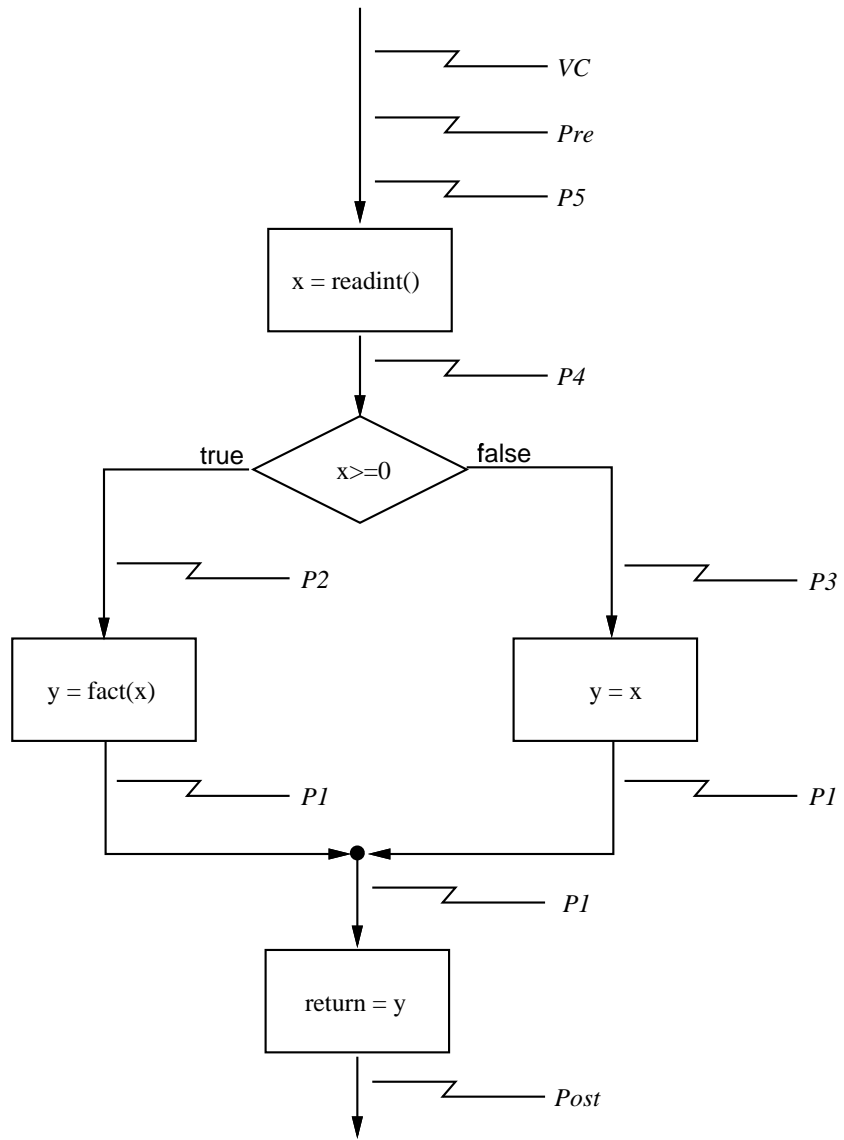 VC
Pre
P5
x = readint()
P4
true
x>=0
false
P2
P3
y = fact(x)
y = x
P1
P1
P1
return = y
Post